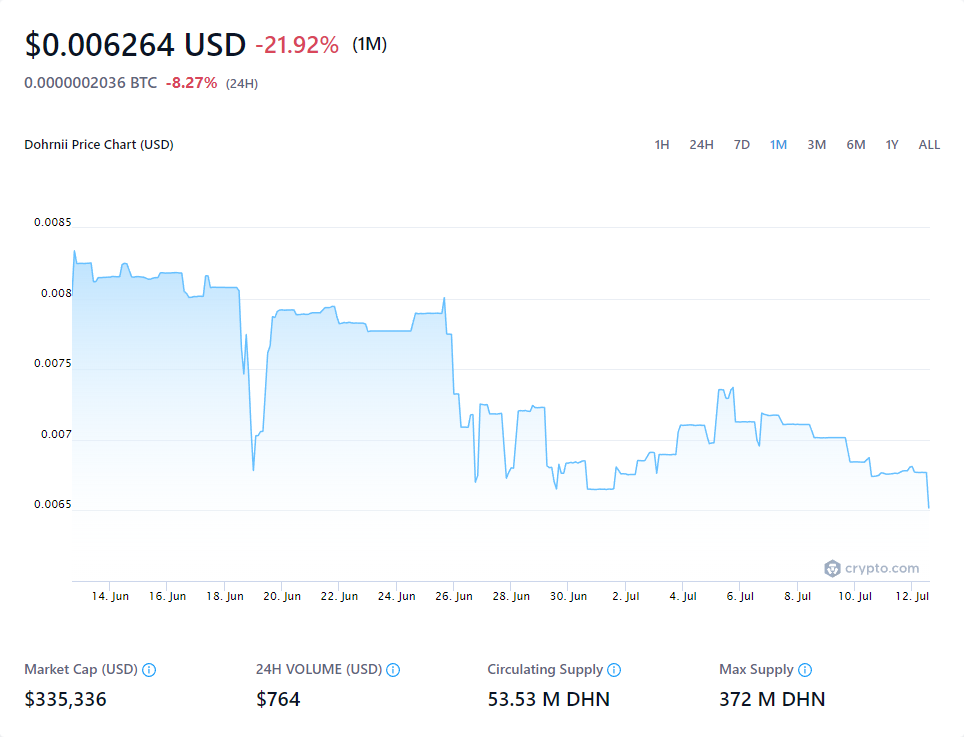 $0.006264 USD -21.92% (1M)
0.0000002036 BTC -8.27% (24H)
Dohrnii Price Chart (USD) 1H 24H 7D 1M 3M 6M 1Y ALL
0.0085
0.008
0.0075
0.007
0.0065
crypto.com
14. Jun 16. Jun 18. Jun 20. Jun 22. Jun 24. Jun 26. Jun 28. Jun 30. Jun 2. Jul 4. Jul 6. Jul 8. Jul 10. Jul 12. Jul
Market Cap (USD) 24H VOLUME (USD) Circulating Supply Max Supply
$335,336 $764 53.53 M DHN 372 M DHN